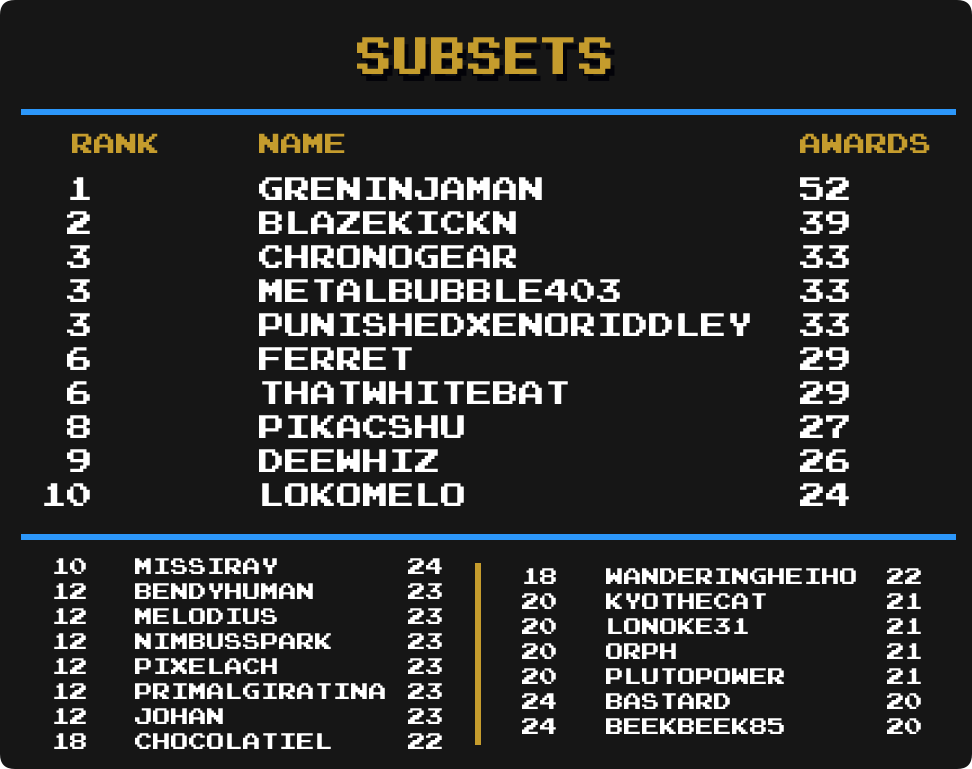 SUBSETS
RANK NAME AWARDS
1 GRENINJAMAN 52
2 BLAZEKICKN 39
3 CHRONOGEAR 33
3 METALBUBBLE403 33
3 PUNISHEDXENORIDDLEY 33
6 FERRET 29
6 THATWHITEBAT 29
8 PIKACSHU 27
9 DEEWHIZ 26
10 LOKOMELO 24
10 MISSIRAY 24
12 BENDYHUMAN 23
12 MELODIUS 23
12 NIMBUSSPARK 23
12 PIXELACH 23
12 PRIMALGIRATINA 23
12 JOHAN 23
18 CHOCOLATIEL 22
18 WANDERINGHEIHO 22
20 KYOTHECAT 21
20 LONOKE31 21
20 ORPH 21
20 PLUTOPOWER 21
24 BASTARD 20
24 BEEKBEEK85 20